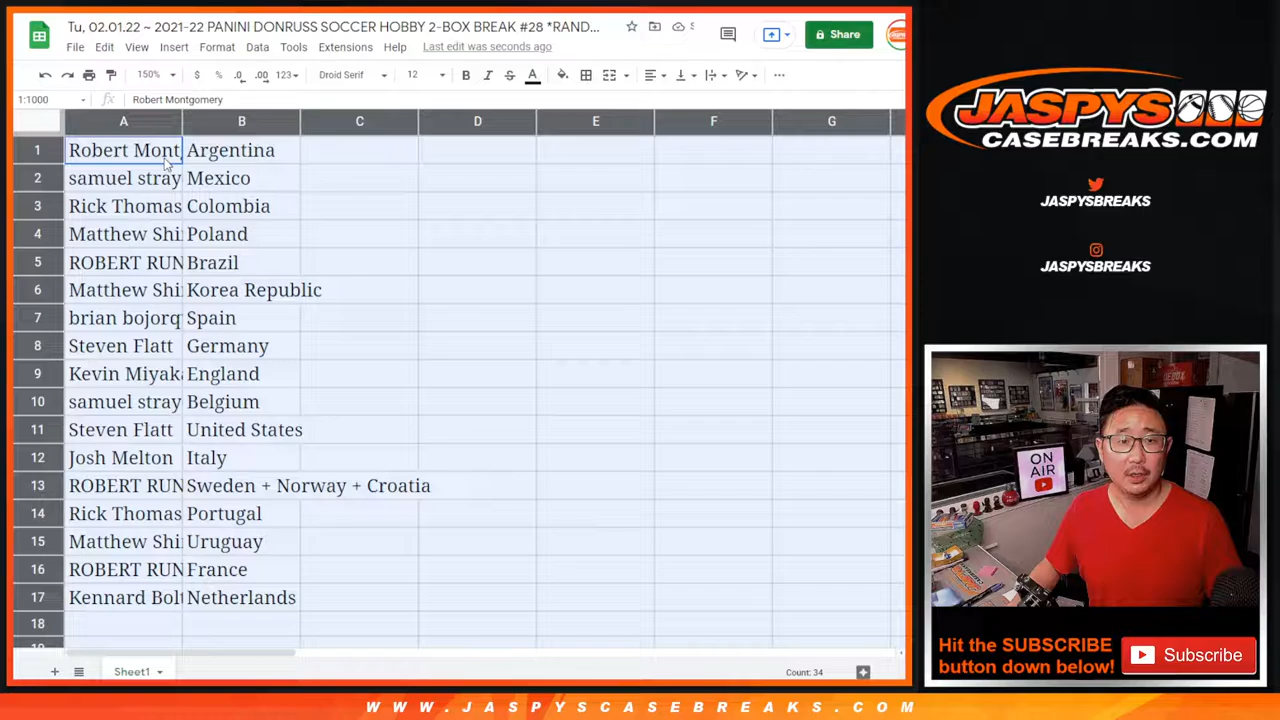 Tu, 02.01.22 ~ 2021-22 PANINI DONRUSS SOCCER HOBBY 2-BOX BREAK #28 *RAND...
Share
File Edit View Insert Format Data Tools Extensions Help Last edit was seconds ago
150% $ % .0 .00 123 Droid Serif 12 B I S A
1:1000 fx Robert Montgomery
A B C D E F G
1 Robert Mont Argentina
2 samuel stray Mexico
3 Rick Thomas Colombia
4 Matthew Shi Poland
5 ROBERT RUN Brazil
6 Matthew Shi Korea Republic
7 brian bojorq Spain
8 Steven Flatt Germany
9 Kevin Miyak England
10 samuel stray Belgium
11 Steven Flatt United States
12 Josh Melton Italy
13 ROBERT RUN Sweden + Norway + Croatia
14 Rick Thomas Portugal
15 Matthew Shi Uruguay
16 ROBERT RUN France
17 Kennard Bolt Netherlands
18
Sheet1
Count: 34
JASPYS
CASEBREAKS.COM
JASPYSBREAKS
JASPYSBREAKS
ON
AIR
Hit the SUBSCRIBE
button down below!
Subscribe
WWW.JASPYSCASEBREAKS.COM